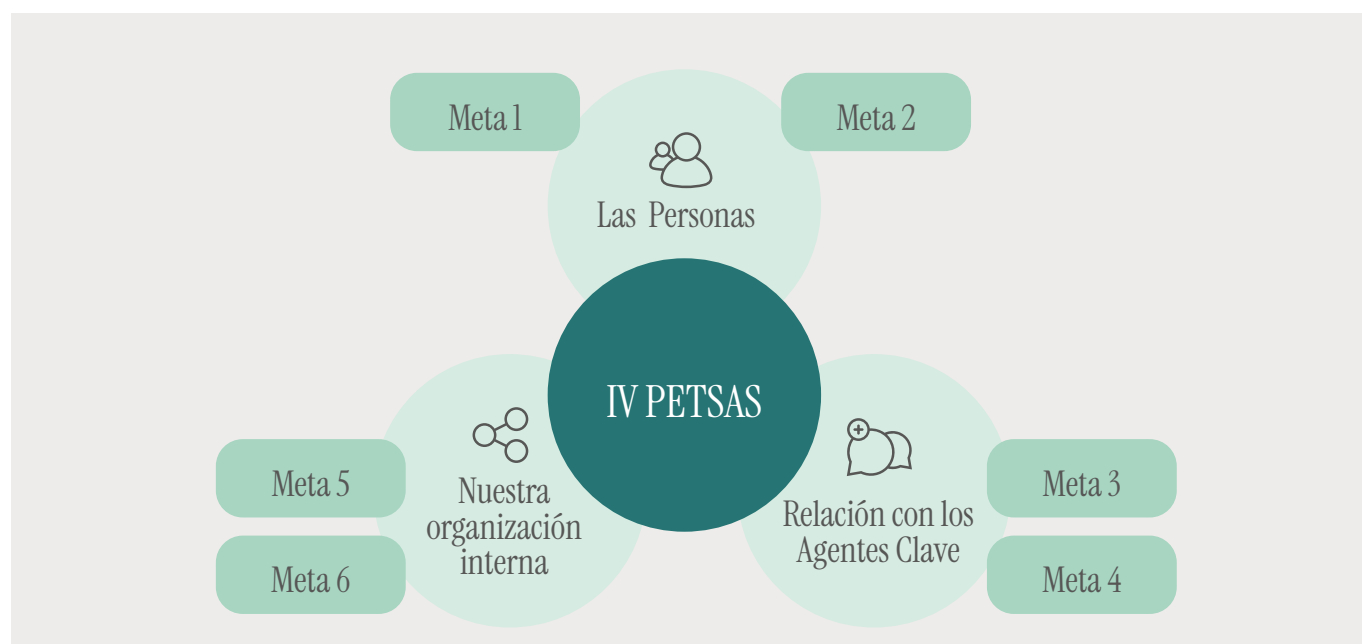 Meta 1
Meta 2
Las Personas
IV PETSAS
Meta 5
Nuestra
organización
interna
Meta 6
Relación con los
Agentes Clave
Meta 3
Meta 4